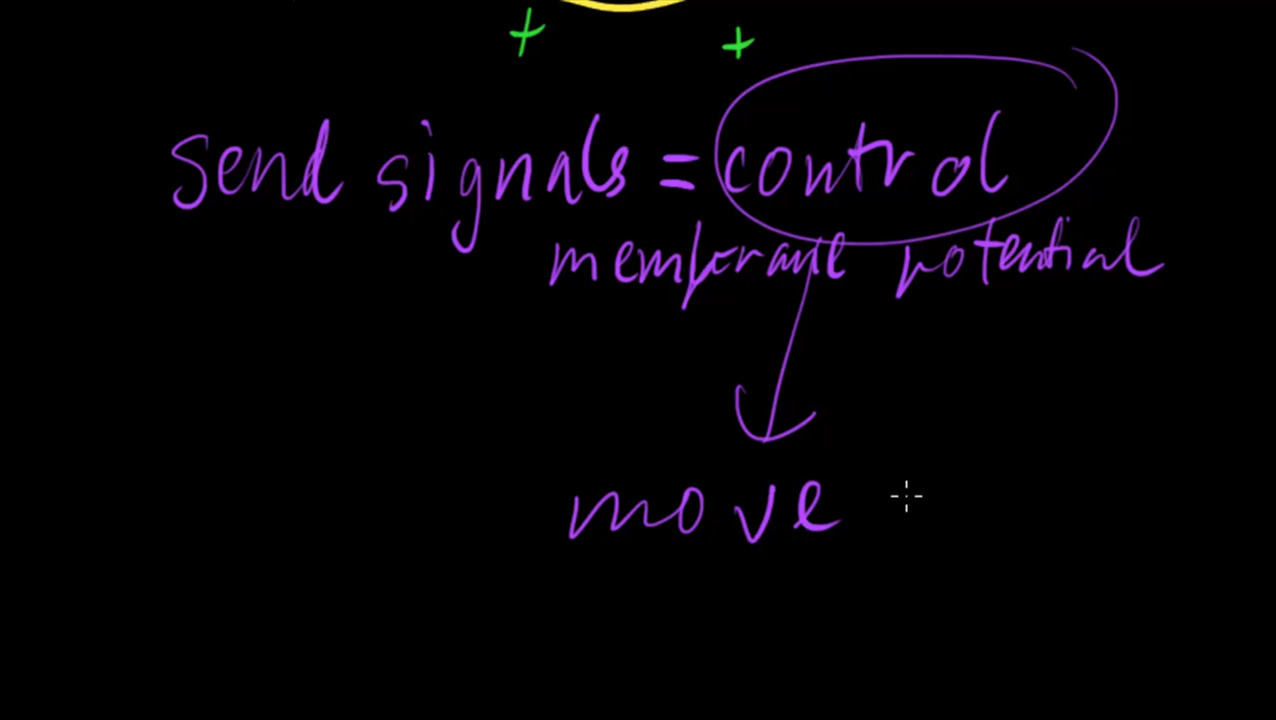 + +
send signals = control
membrane potential
move